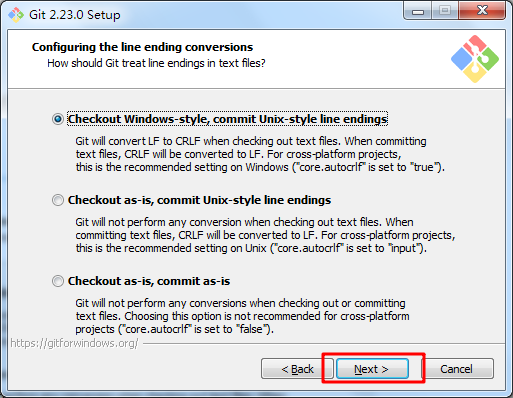 Git 2.23.0 Setup
Configuring the line ending conversions
How should Git treat line endings in text files?
Checkout Windows-style, commit Unix-style line endings
Git will convert LF to CRLF when checking out text files. When committing
text files, CRLF will be converted to LF. For cross-platform projects,
this is the recommended setting on Windows ("core.autocrlf" is set to "true").
Checkout as-is, commit Unix-style line endings
Git will not perform any conversion when checking out text files. When
committing text files, CRLF will be converted to LF. For cross-platform projects,
this is the recommended setting on Unix ("core.autocrlf" is set to "input").
Checkout as-is, commit as-is
Git will not perform any conversions when checking out or committing
text files. Choosing this option is not recommended for cross-platform
projects ("core.autocrlf" is set to "false").
https://gitforwindows.org/
< Back Next > Cancel